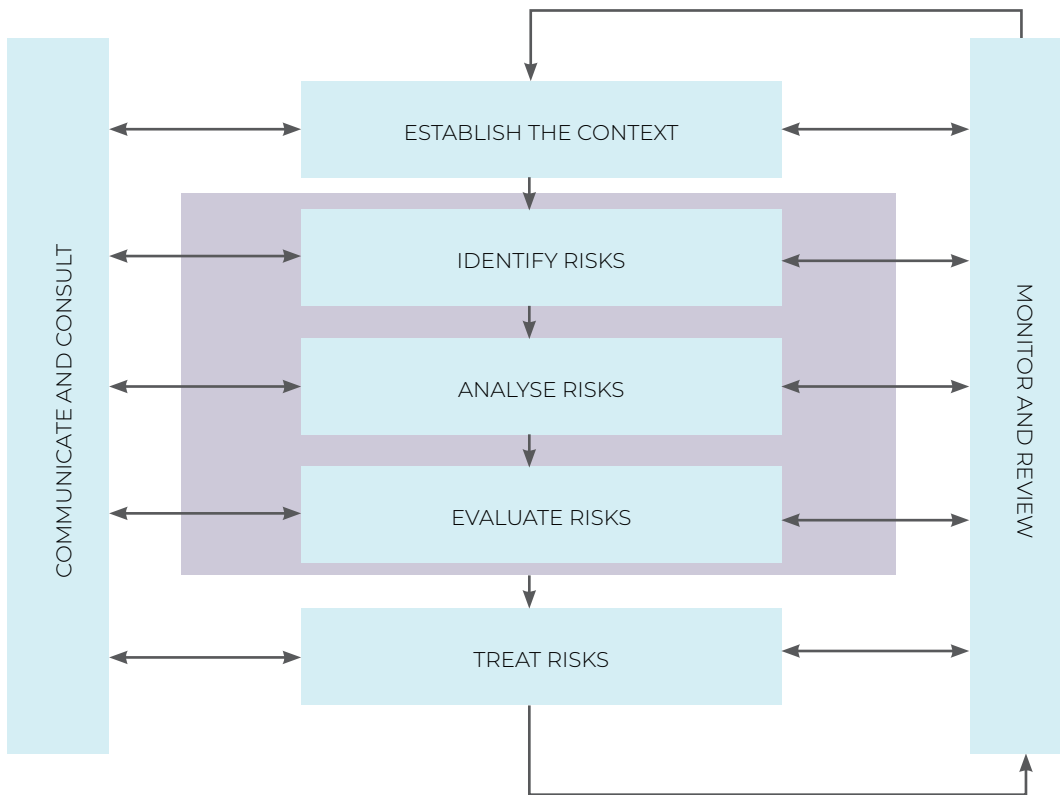 COMMUNICATE AND CONSULT
ESTABLISH THE CONTEXT
IDENTIFY RISKS
ANALYSE RISKS
EVALUATE RISKS
TREAT RISKS
MONITOR AND REVIEW